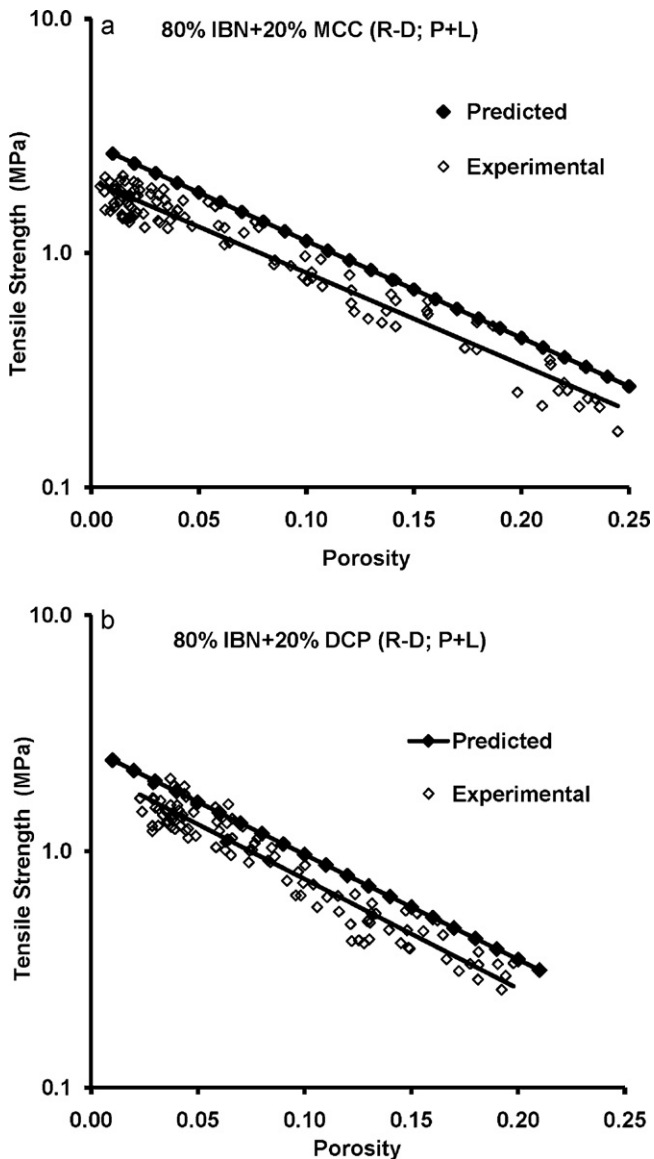 a
80% IBN+20% MCC (R-D; P+L)
Predicted
Experimental
Tensile Strength (MPa)
10.0
1.0
0.1
0.00 0.05 0.10 0.15 0.20 0.25
Porosity
b
80% IBN+20% DCP (R-D; P+L)
Predicted
Experimental
Tensile Strength (MPa)
10.0
1.0
0.1
0.00 0.05 0.10 0.15 0.20 0.25
Porosity